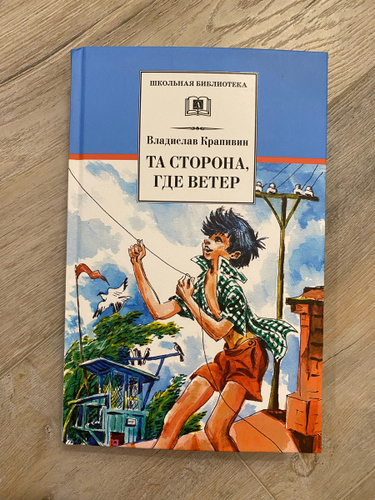 ШКОЛЬНАЯ БИБЛИОТЕКА
Владислав Крапивин
ТА СТОРОНА,
ГДЕ ВЕТЕР